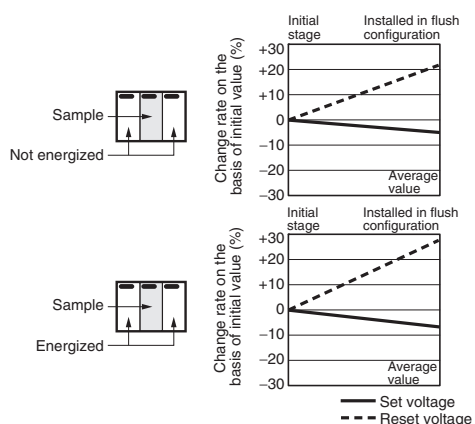 Initial
stage
Installed in flush
configuration
Change rate on the
basis of initial value (%)
+30
+20
+10
0
−10
−20
−30
Average
value
Sample
Not energized
Initial
stage
Installed in flush
configuration
Change rate on the
basis of initial value (%)
+30
+20
+10
0
−10
−20
−30
Average
value
Sample
Energized
Set voltage
Reset voltage